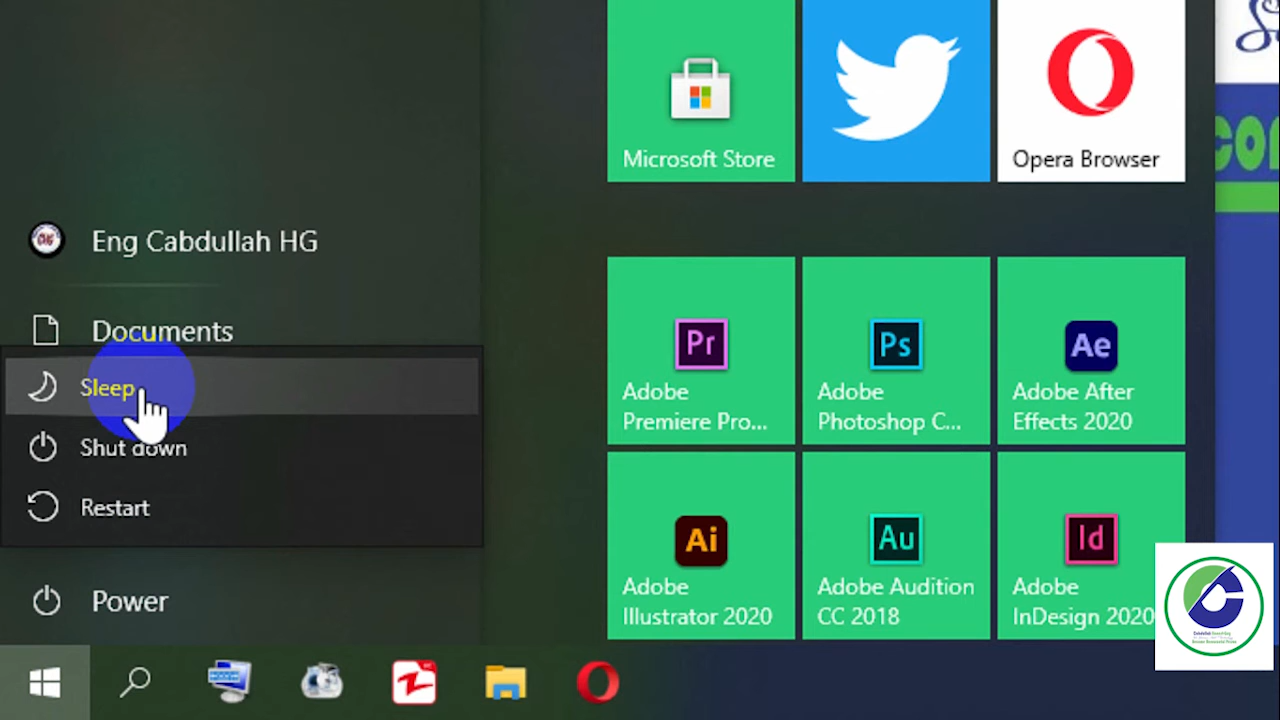 Microsoft Store
Opera Browser
Eng Cabdullah HG
Documents
Sleep
Shut down
Restart
Power
Pr
Adobe
Premiere Pro...
Ps
Adobe
Photoshop C...
Ae
Adobe After
Effects 2020
Ai
Adobe
Illustrator 2020
Au
Adobe Audition
CC 2018
Id
Adobe
InDesign 2020